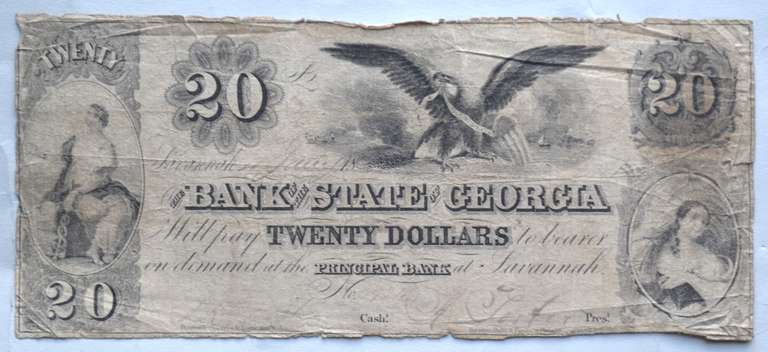 TWENTY
20
20
Savannah
THE BANK OF THE STATE OF GEORGIA
Will pay TWENTY DOLLARS to bearer
on demand at the PRINCIPAL BANK at Savannah
No
20
Cash! Pres!